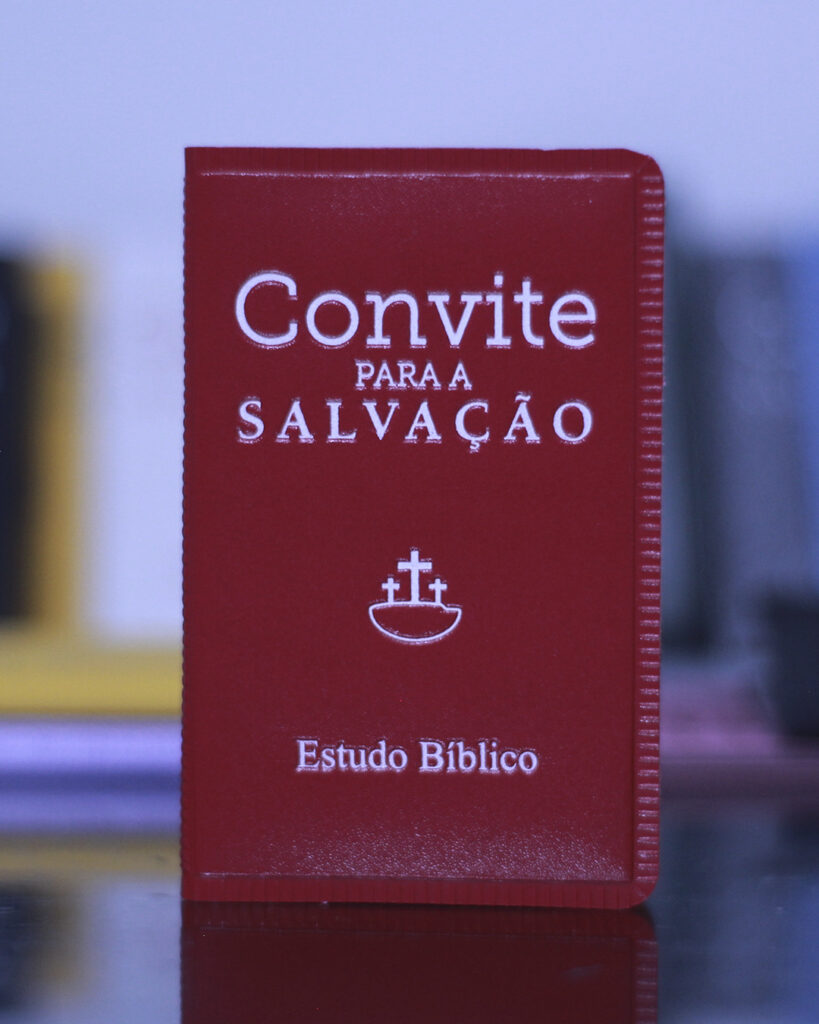 Convite
PARA A
SALVAÇÃO
Estudo Bíblico